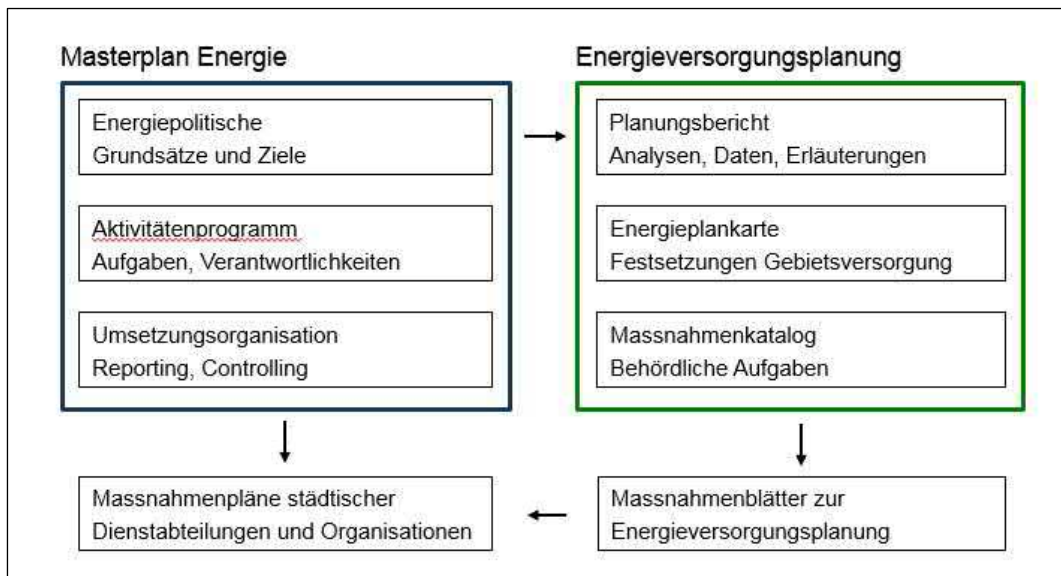 Masterplan Energie
Energiepolitische
Grundsätze und Ziele
Aktivitätenprogramm
Aufgaben, Verantwortlichkeiten
Umsetzungsorganisation
Reporting, Controlling
Energieversorgungsplanung
Planungsbericht
Analysen, Daten, Erläuterungen
Energieplankarte
Festsetzungen Gebietsversorgung
Massnahmenkatalog
Behördliche Aufgaben
Massnahmenpläne städtischer
Dienstabteilungen und Organisationen
Massnahmenblätter zur
Energieversorgungsplanung